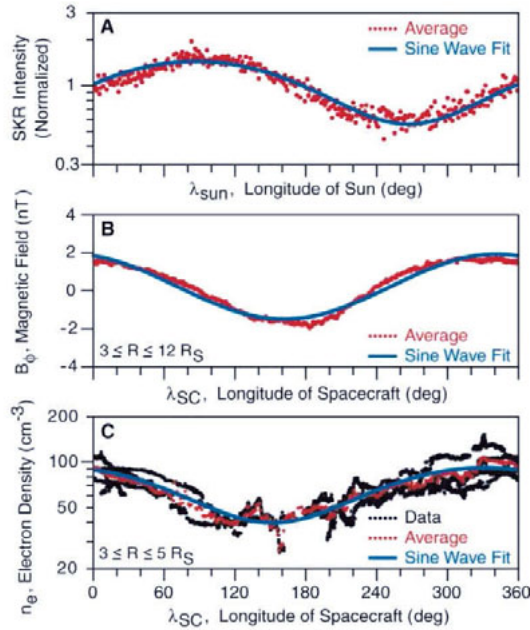 A
Average
Sine Wave Fit
SKR Intensity
(Normalized)
3
1
0.3
λSun, Longitude of Sun (deg)
B
Bϕ, Magnetic Field (nT)
4
2
0
-2
-4
3 ≤ R ≤ 12 RS
Average
Sine Wave Fit
λSC, Longitude of Spacecraft (deg)
C
ne, Electron Density (cm-3)
200
100
50
20
3 ≤ R ≤ 5 RS
Data
Average
Sine Wave Fit
0 60 120 180 240 300 360
λSC, Longitude of Spacecraft (deg)